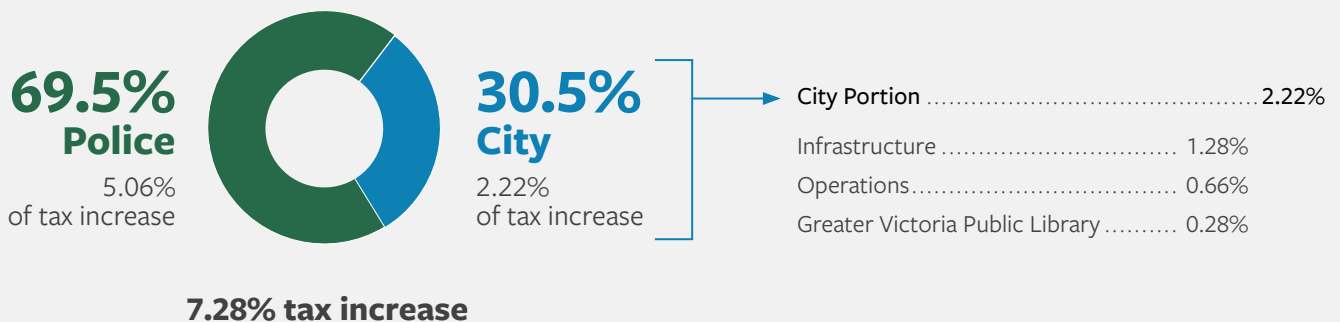 69.5%
Police
5.06%
of tax increase
30.5%
City
2.22%
of tax increase
City Portion ............................................ 2.22%
Infrastructure ............................... 1.28%
Operations................................... 0.66%
Greater Victoria Public Library .......... 0.28%
7.28% tax increase